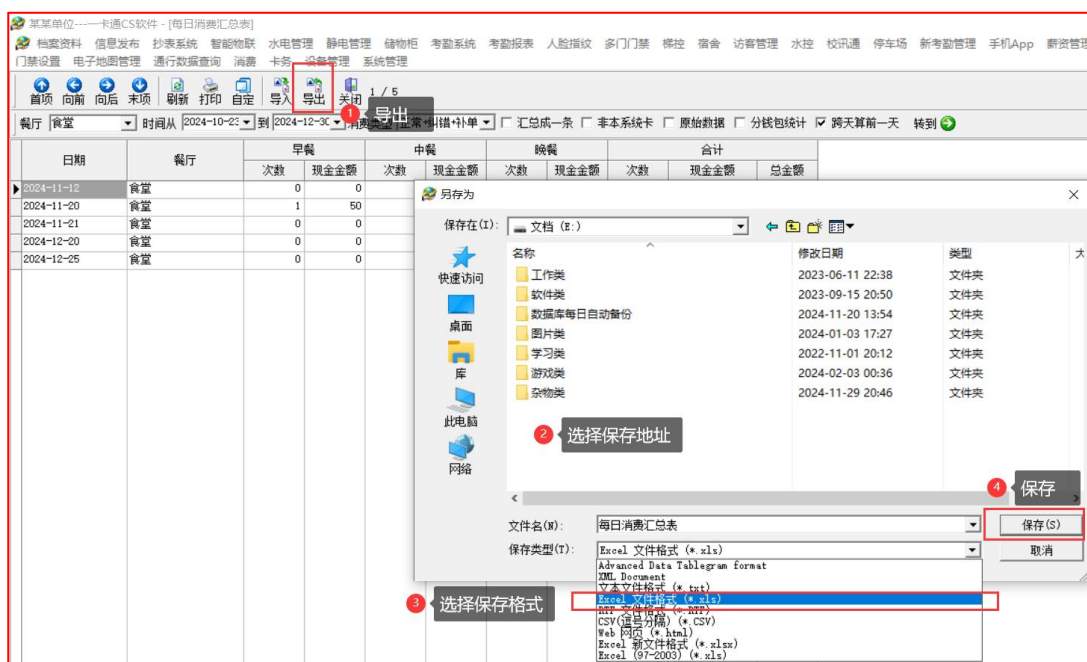 某某单位---一卡通CS软件 - [每日消费汇总表]
档案资料 信息发布 抄表系统 智能物联 水电管理 静电管理 储物柜 考勤系统 考勤报表 人脸指纹 多门门禁 梯控 宿舍 访客管理 水控 校讯通 停车场 新考勤管理 手机App 薪资管理
门禁设置 电子地图管理 通行数据查询 消费 卡务 设备管理 系统管理
首项 向前 向后 末项 刷新 打印 自定 导入 导出 关闭 1 / 5
1 导出
餐厅 食堂 时间从 2024-10-23 到 2024-12-30 消费类型 正常+纠错+补单 汇总成一条 非本系统卡 原始数据 分钱包统计 跨天算前一天 转到
日期 餐厅 早餐 中餐 晚餐 合计
次数 现金金额 次数 现金金额 次数 现金金额 次数 现金金额 总金额
2024-11-12 食堂 0 0
2024-11-20 食堂 1 50
2024-11-21 食堂 0 0
2024-12-20 食堂 0 0
2024-12-25 食堂 0 0
另存为
保存在(I): 文档 (E:)
名称 修改日期 类型 大
快速访问
桌面
库
此电脑
网络
工作类 2023-06-11 22:38 文件夹
软件类 2023-09-15 20:50 文件夹
数据库每日自动备份 2024-11-20 13:54 文件夹
图片类 2024-01-03 17:27 文件夹
学习类 2022-11-01 20:12 文件夹
游戏类 2024-02-03 00:36 文件夹
杂物类 2024-11-29 20:46 文件夹
2 选择保存地址
4 保存
文件名(N): 每日消费汇总表 保存(S)
保存类型(T): Excel 文件格式 (*.xls) 取消
Advanced Data Tablegram format
XML Document
文本文件格式 (*.txt)
3 选择保存格式
Excel 文件格式 (*.xls)
RTF 文件格式 (*.RTF)
CSV(逗号分隔) (*.CSV)
Web 网页 (*.html)
Excel 新文件格式 (*.xlsx)
Excel (97-2003) (*.xls)